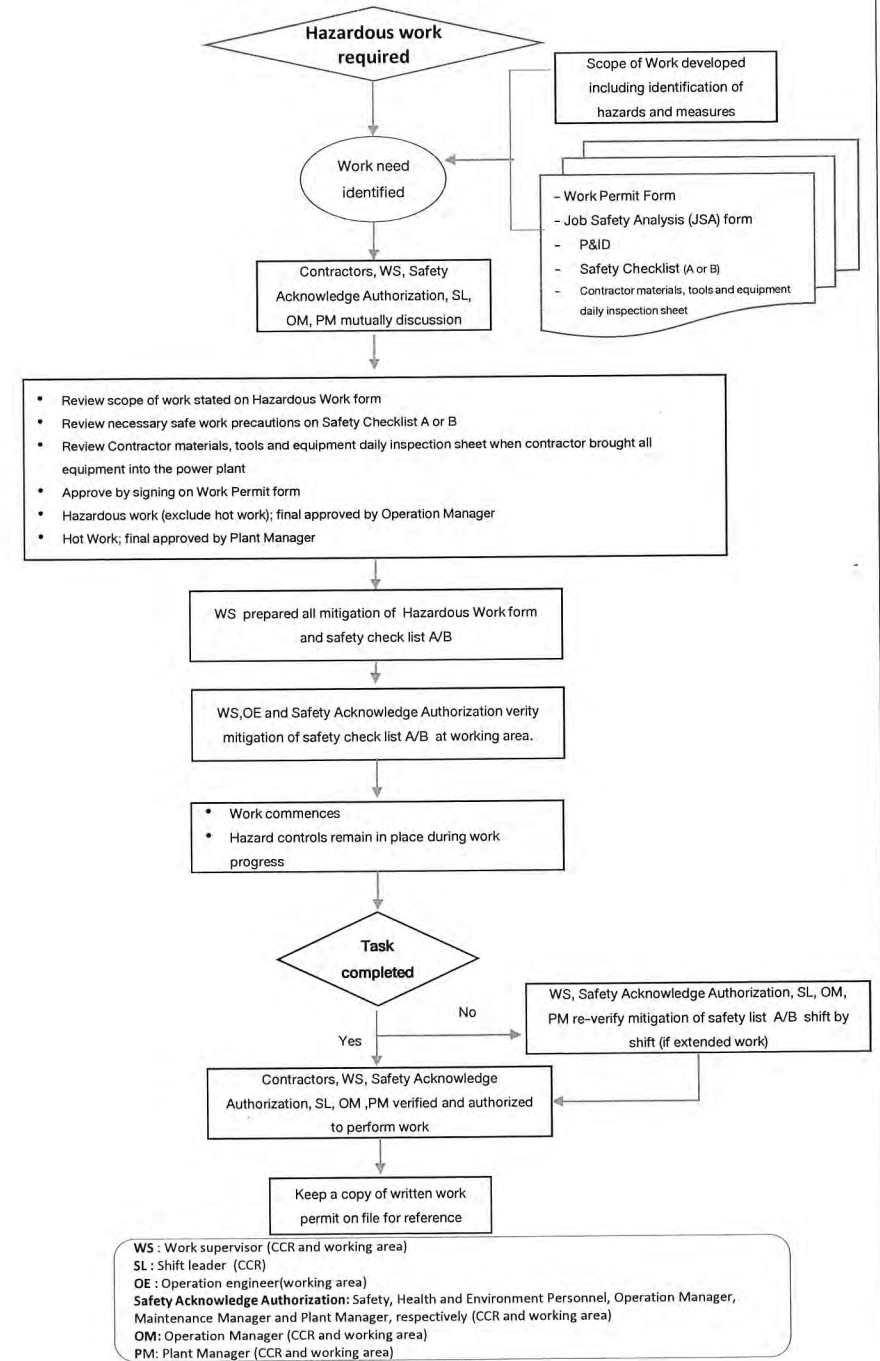 Hazardous work
required
Scope of Work developed
including identification of
hazards and measures
Work need
identified
- Work Permit Form
- Job Safety Analysis (JSA) form
- P&ID
- Safety Checklist (A or B)
- Contractor materials, tools and equipment
daily inspection sheet
Contractors, WS, Safety
Acknowledge Authorization, SL,
OM, PM mutually discussion
• Review scope of work stated on Hazardous Work form
• Review necessary safe work precautions on Safety Checklist A or B
• Review Contractor materials, tools and equipment daily inspection sheet when contractor brought all
equipment into the power plant
• Approve by signing on Work Permit form
• Hazardous work (exclude hot work); final approved by Operation Manager
• Hot Work; final approved by Plant Manager
WS prepared all mitigation of Hazardous Work form
and safety check list A/B
WS,OE and Safety Acknowledge Authorization verity
mitigation of safety check list A/B at working area.
• Work commences
• Hazard controls remain in place during work
progress
Task
completed
No
Yes
WS, Safety Acknowledge Authorization, SL, OM,
PM re-verify mitigation of safety list A/B shift by
shift (if extended work)
Contractors, WS, Safety Acknowledge
Authorization, SL, OM ,PM verified and authorized
to perform work
Keep a copy of written work
permit on file for reference
WS : Work supervisor (CCR and working area)
SL : Shift leader (CCR)
OE : Operation engineer(working area)
Safety Acknowledge Authorization: Safety, Health and Environment Personnel, Operation Manager,
Maintenance Manager and Plant Manager, respectively (CCR and working area)
OM: Operation Manager (CCR and working area)
PM: Plant Manager (CCR and working area)